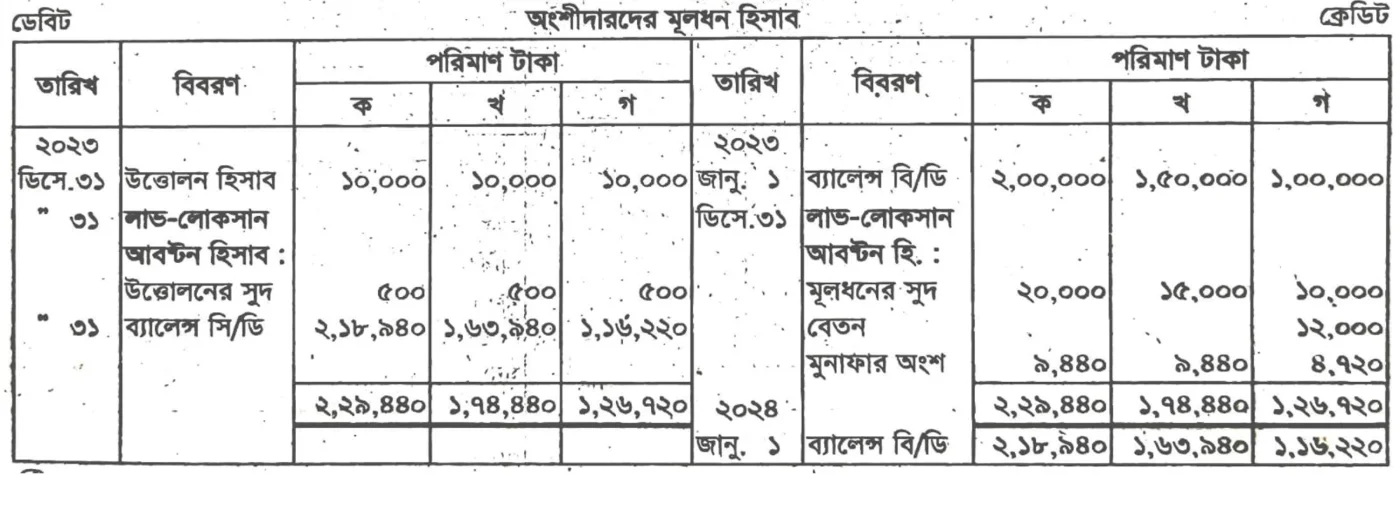 ডেবিট অংশীদারদের মূলধন হিসাব ক্রেডিট
তারিখ বিবরণ পরিমাণ টাকা তারিখ বিবরণ পরিমাণ টাকা
ক খ গ ক খ গ
২০২৩ ২০২৩
ডিসে.৩১ উত্তোলন হিসাব ১০,০০০ ১০,০০০ ১০,০০০ জানু. ১ ব্যালেন্স বি/ডি ২,০০,০০০ ১,৫০,০০০ ১,০০,০০০
" ৩১ লাভ-লোকসান ডিসে.৩১ লাভ-লোকসান
আবণ্টন হিসাব : আবণ্টন হি. :
উত্তোলনের সুদ ৫০০ ৫০০ ৫০০ মূলধনের সুদ ২০,০০০ ১৫,০০০ ১০,০০০
" ৩১ ব্যালেন্স সি/ডি ২,১৮,৯৪০ ১,৬৩,৯৪০ ১,১৬,২২০ বেতন ১২,০০০
মুনাফার অংশ ৯,৪৪০ ৯,৪৪০ ৪,৭২০
২,২৯,৪৪০ ১,৭৪,৪৪০ ১,২৬,৭২০ ২০২৪ ২,২৯,৪৪০ ১,৭৪,৪৪০ ১,২৬,৭২০
জানু. ১ ব্যালেন্স বি/ডি ২,১৮,৯৪০ ১,৬৩,৯৪০ ১,১৬,২২০